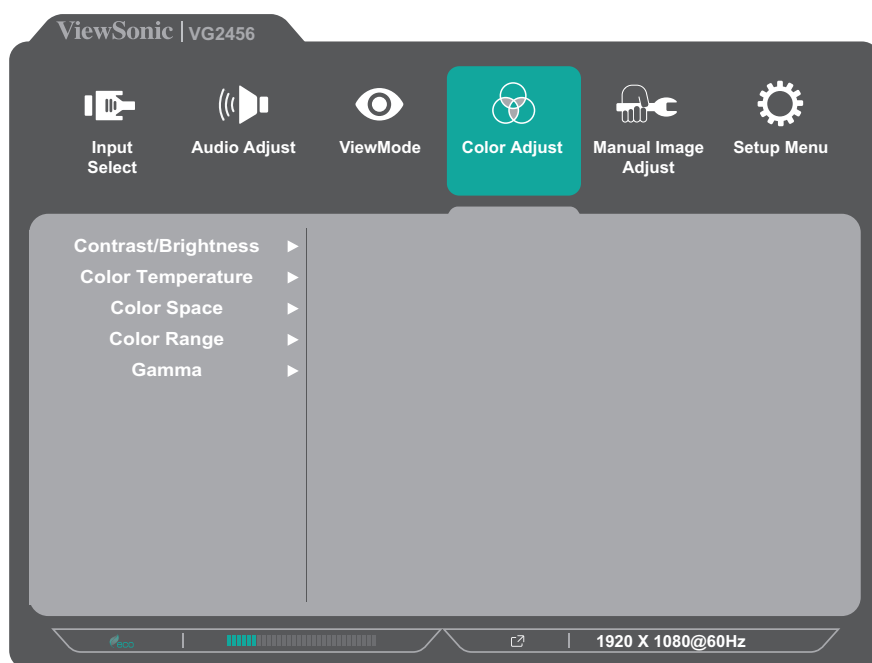 ViewSonic | VG2456
Input
Select
Audio Adjust
ViewMode
Color Adjust
Manual Image
Adjust
Setup Menu
Contrast/Brightness ►
Color Temperature ►
Color Space ►
Color Range ►
Gamma ►
eco
1920 X 1080@60Hz